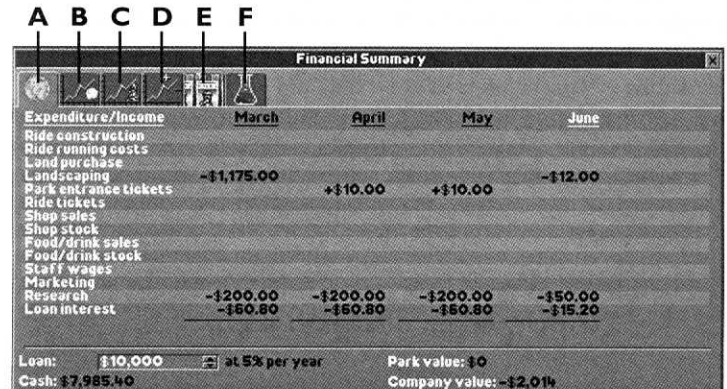 A B C D E F
Financial Summary
Expenditure/Income March April May June
Ride construction
Ride running costs
Land purchase
Landscaping -$1,175.00 -$12.00
Park entrance tickets +$10.00 +$10.00
Ride tickets
Shop sales
Shop stock
Food/drink sales
Food/drink stock
Staff wages
Marketing
Research -$200.00 -$200.00 -$200.00 -$50.00
Loan interest -$60.80 -$60.80 -$60.80 -$15.20
Loan: $10,000 at 5% per year Park value: $0
Cash: $7,985.40 Company value: -$2,014